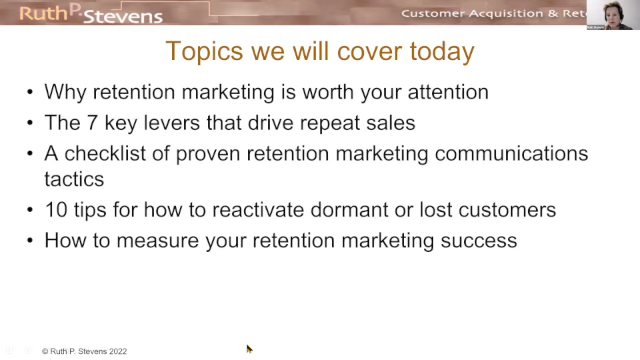 Ruth P. Stevens
Customer Acquisition & Rete
Topics we will cover today
• Why retention marketing is worth your attention
• The 7 key levers that drive repeat sales
• A checklist of proven retention marketing communications
tactics
• 10 tips for how to reactivate dormant or lost customers
• How to measure your retention marketing success
© Ruth P. Stevens 2022